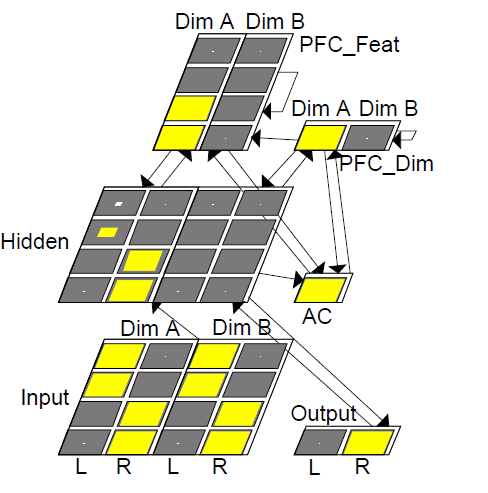 Dim A Dim B
PFC_Feat
Dim A Dim B
PFC_Dim
Hidden
AC
Dim A Dim B
Input
Output
L R L R
L R